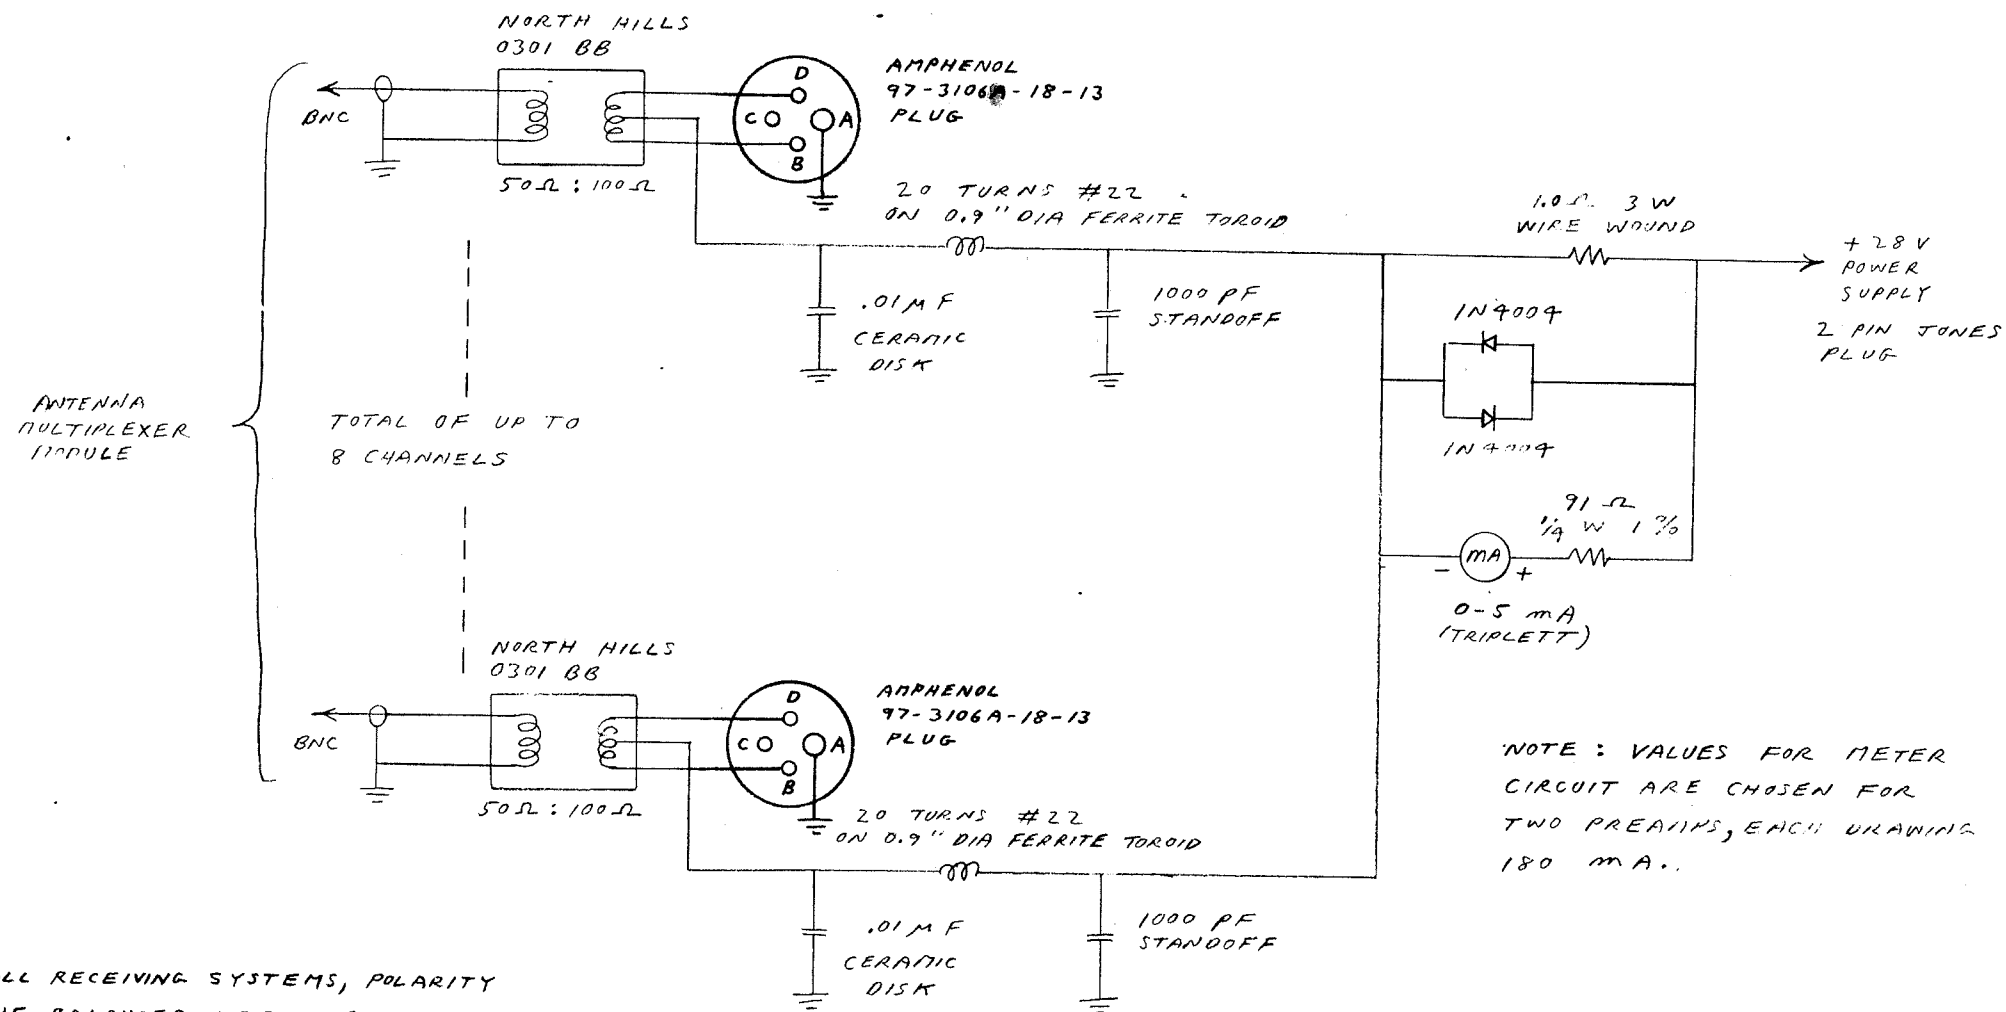 NORTH HILLS
0301 BB
BNC
50Ω : 100Ω
D
C
A
B
AMPHENOL
97-3106A-18-13
PLUG
20 TURNS #22
ON 0.9" DIA FERRITE TOROID
.01 µF
CERAMIC
DISK
1000 PF
STANDOFF
1.0 Ω 3 W
WIRE WOUND
+28 V
POWER
SUPPLY
2 PIN JONES
PLUG
1N4004
1N4004
91 Ω
1/4 W 1 %
mA
- +
0-5 mA
(TRIPLETT)
ANTENNA
MULTIPLEXER
MODULE
TOTAL OF UP TO
8 CHANNELS
NORTH HILLS
0301 BB
BNC
50Ω : 100Ω
D
C
A
B
AMPHENOL
97-3106A-18-13
PLUG
20 TURNS #22
ON 0.9" DIA FERRITE TOROID
.01 µF
CERAMIC
DISK
1000 PF
STANDOFF
NOTE : VALUES FOR METER
CIRCUIT ARE CHOSEN FOR
TWO PREAMPS, EACH DRAWING
180 mA.
LL RECEIVING SYSTEMS, POLARITY